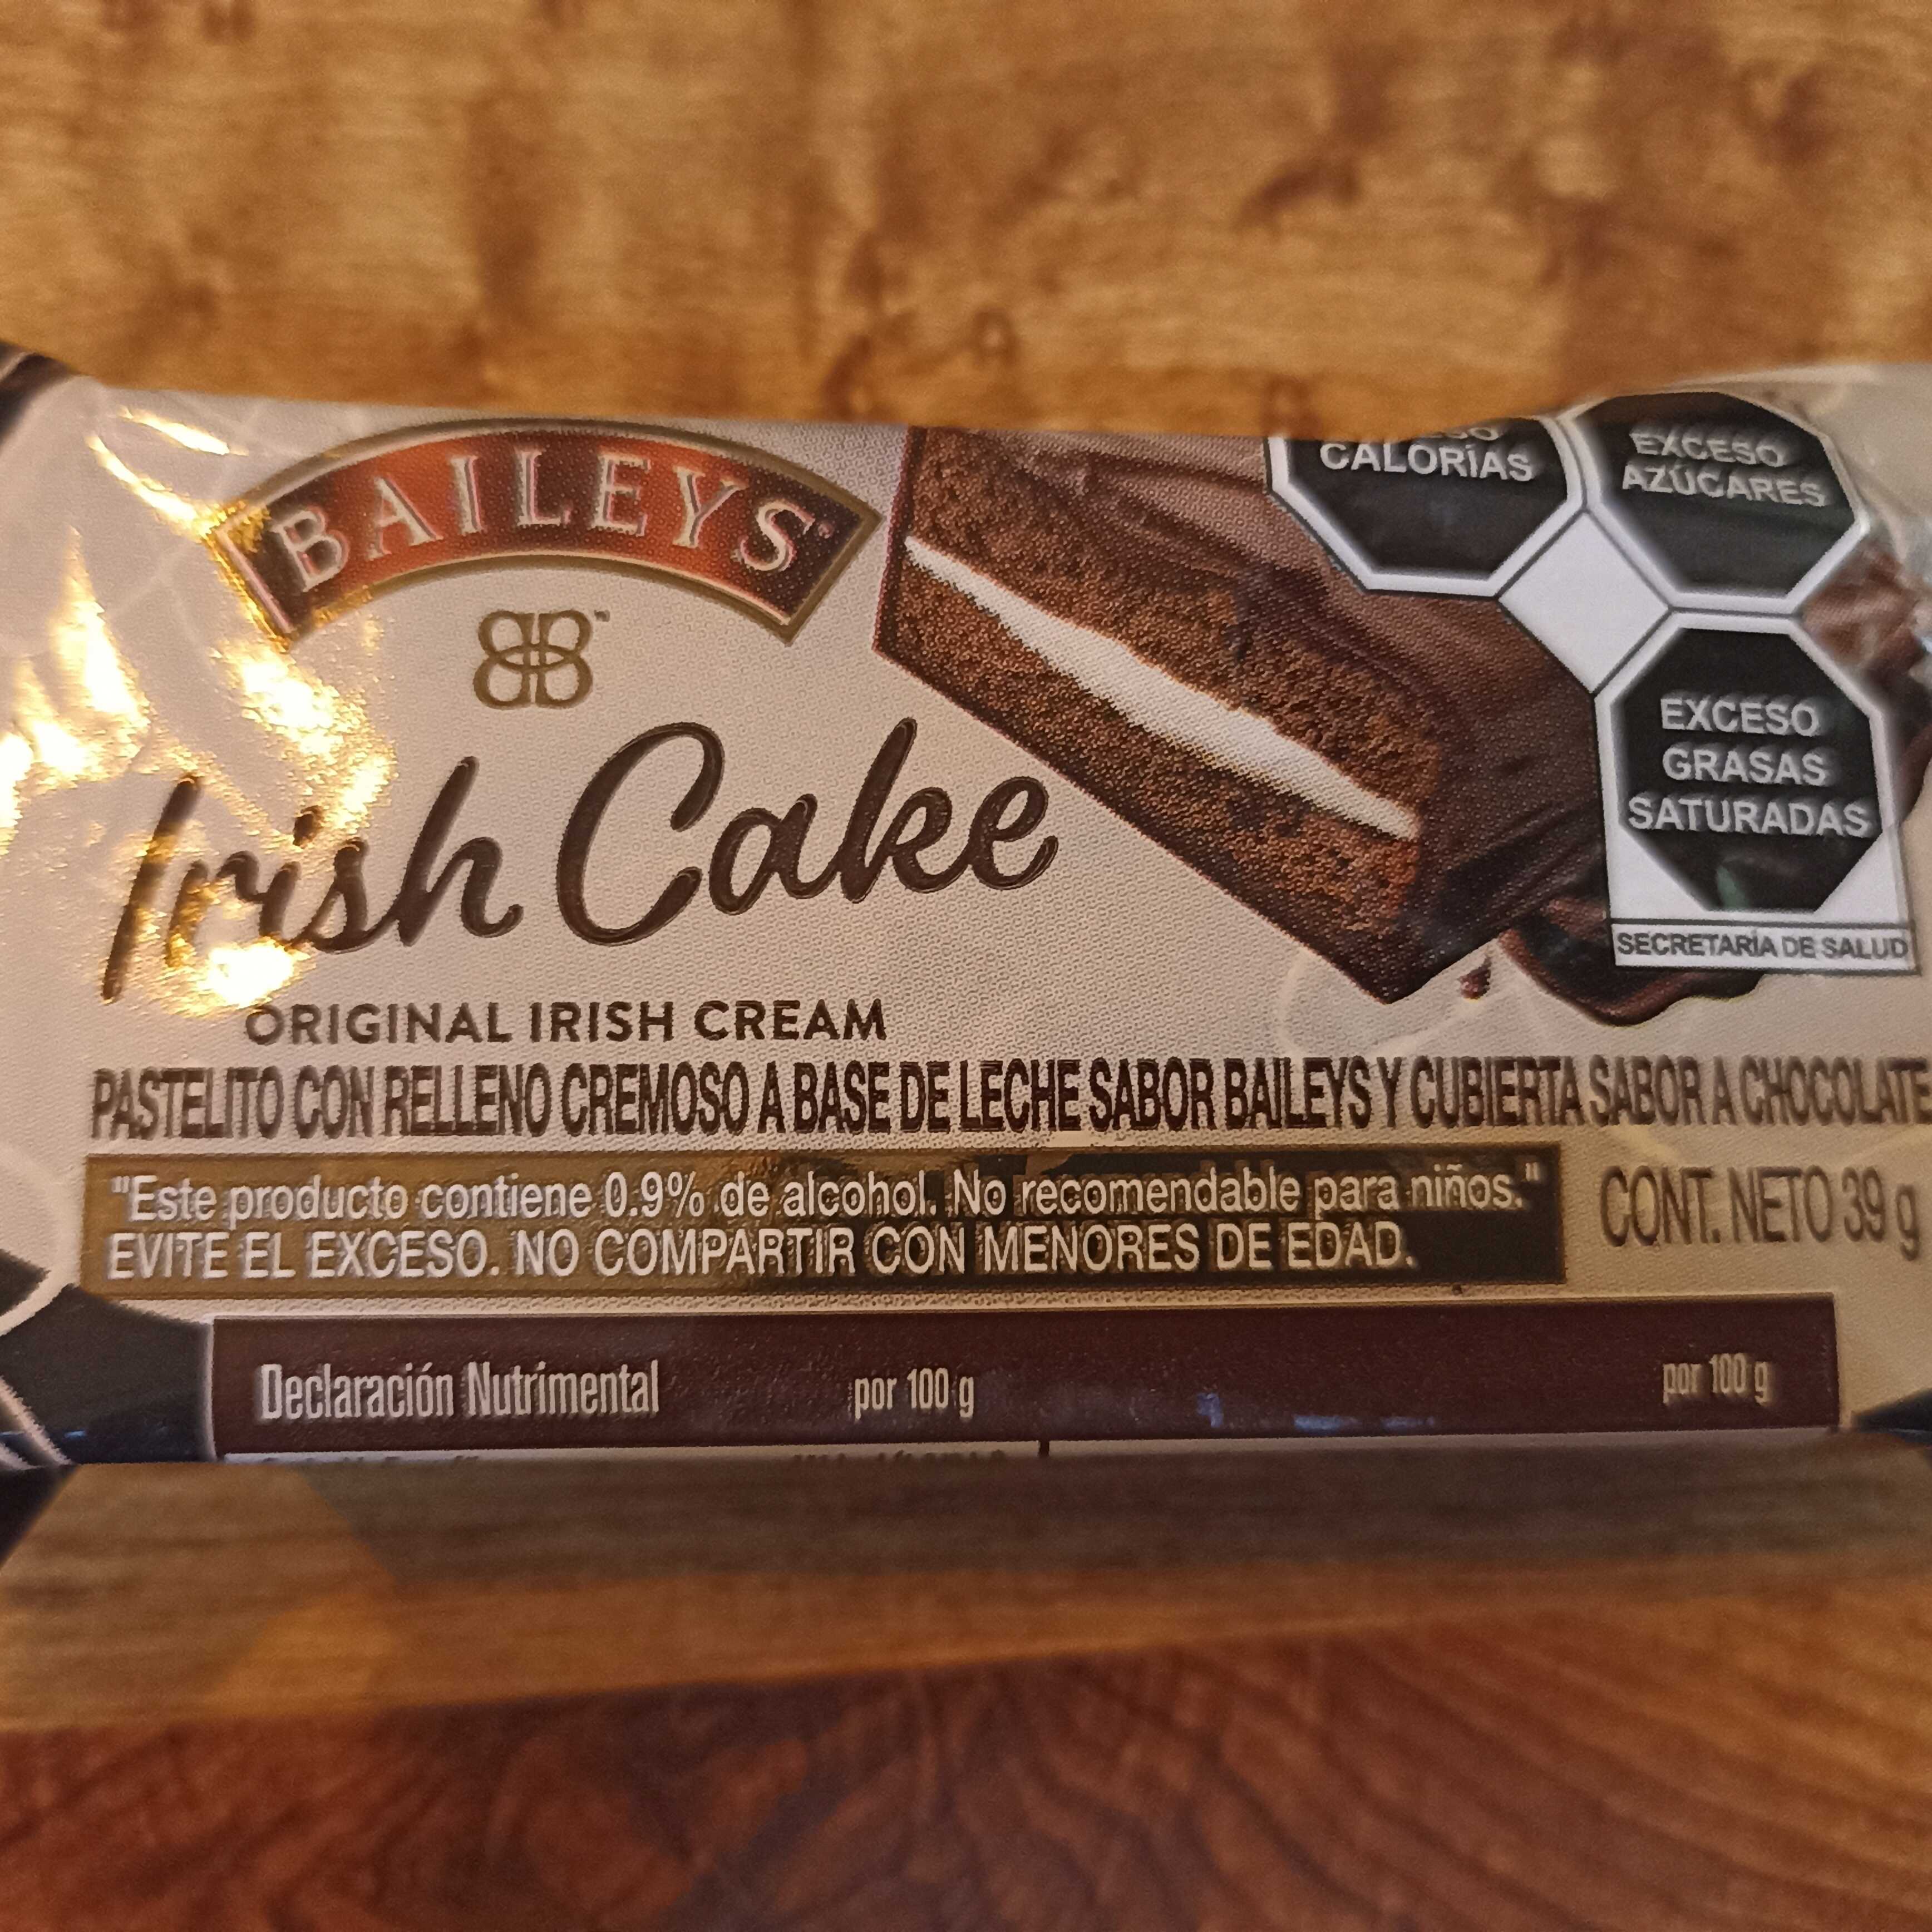 BAILEYS
BB™
Irish Cake
ORIGINAL IRISH CREAM
CALORÍAS
EXCESO
AZÚCARES
EXCESO
GRASAS
SATURADAS
SECRETARÍA DE SALUD
PASTELITO CON RELLENO CREMOSO A BASE DE LECHE SABOR BAILEYS Y CUBIERTA SABOR A CHOCOLATE
"Este producto contiene 0.9% de alcohol. No recomendable para niños."
EVITE EL EXCESO. NO COMPARTIR CON MENORES DE EDAD.
CONT. NETO 39 g
Declaración Nutrimental por 100 g por 100 g